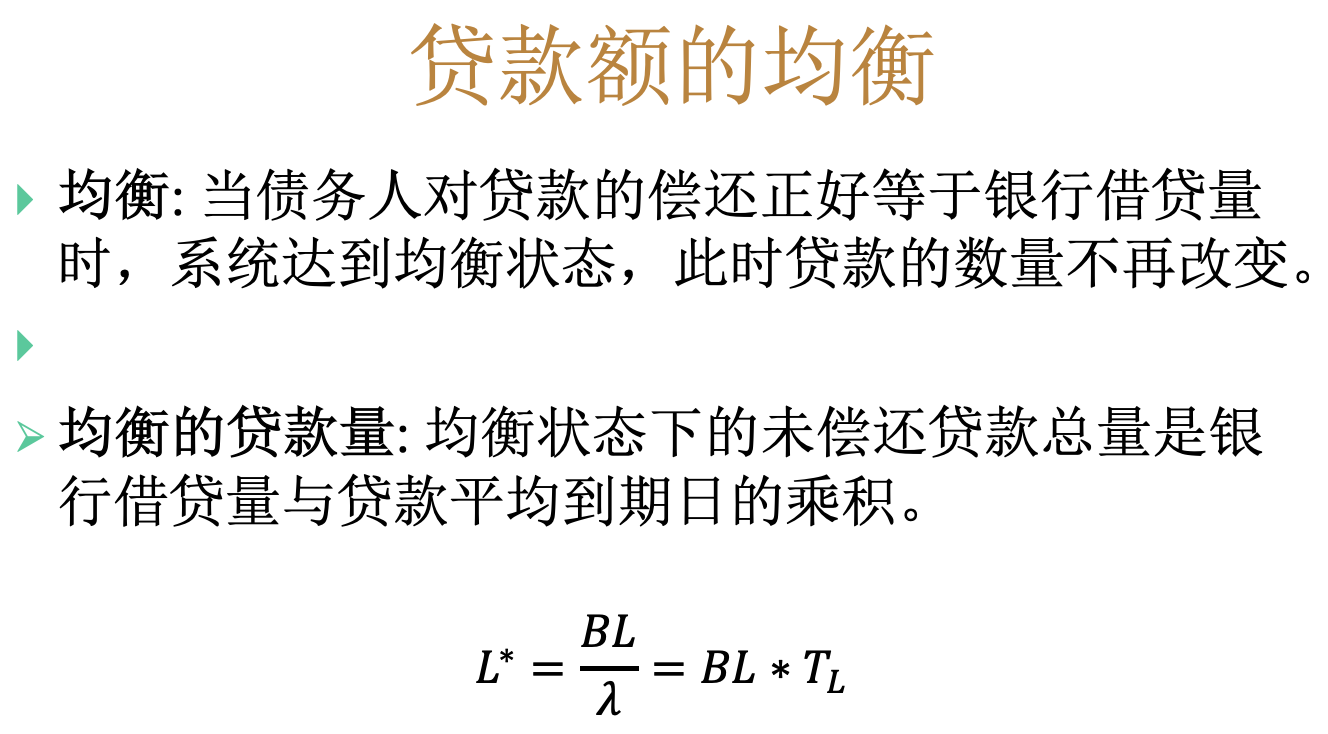 贷款额的均衡
均衡: 当债务人对贷款的偿还正好等于银行借贷量
时，系统达到均衡状态，此时贷款的数量不再改变。
均衡的贷款量: 均衡状态下的未偿还贷款总量是银
行借贷量与贷款平均到期日的乘积。
L* = BL/λ = BL * T_L